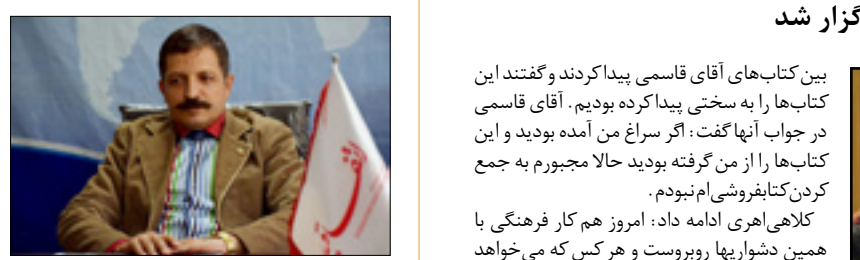 گزار شد
بین کتاب‌های آقای قاسمی پیدا کردند و گفتند این
کتاب‌ها را به سختی پیدا کرده بودیم. آقای قاسمی
در جواب آنها گفت: اگر سراغ من آمده بودید و این
کتاب‌ها را از من گرفته بودید حالا مجبورم به جمع
کردن کتابفروشی‌ام نبودم.
کلاهی‌اهری ادامه داد: امروز هم کار فرهنگی با
همین دشواریها روبروست و هر کس که می‌خواهد